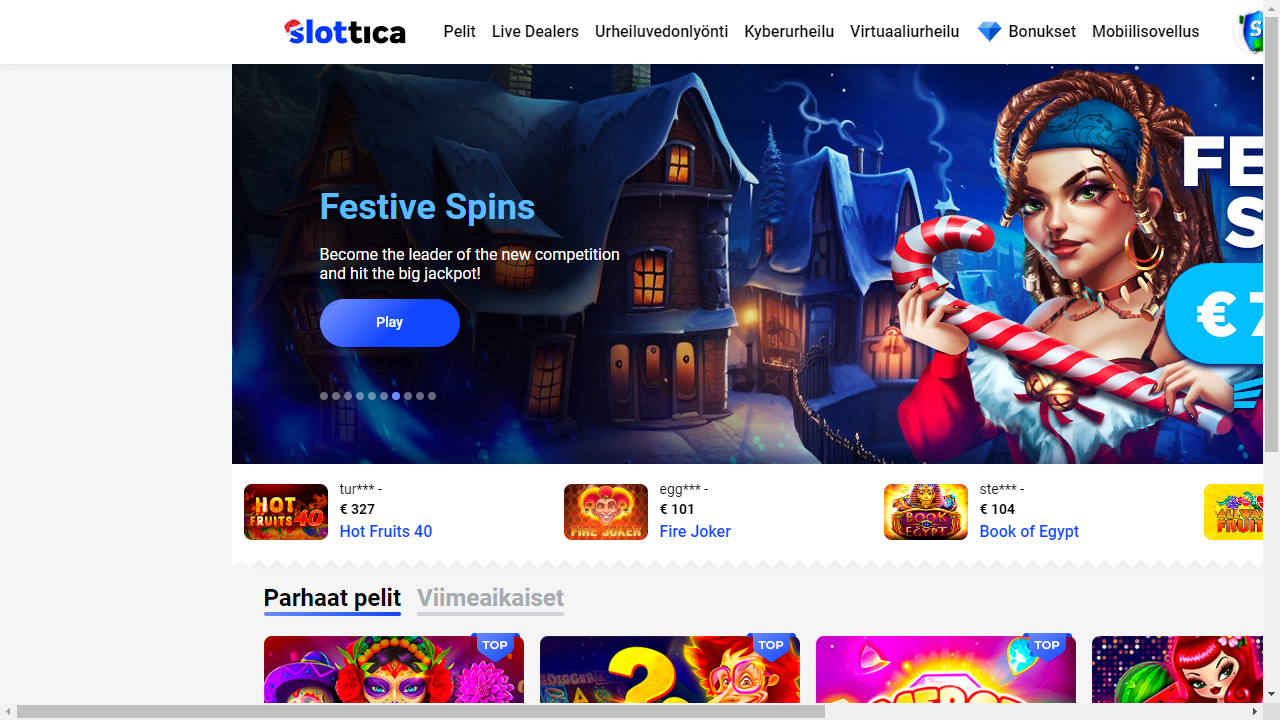 slottica
Pelit
Live Dealers
Urheiluvedonlyönti
Kyberurheilu
Virtuaaliurheilu
Bonukset
Mobiilisovellus
Festive Spins
Become the leader of the new competition
and hit the big jackpot!
Play
FE
S
€ 7
HOT
FRUITS 40
tur*** -
€ 327
Hot Fruits 40
FIRE JOKER
egg*** -
€ 101
Fire Joker
BOOK
OF
EGYPT
ste*** -
€ 104
Book of Egypt
Parhaat pelit
Viimeaikaiset
TOP
TOP
TOP